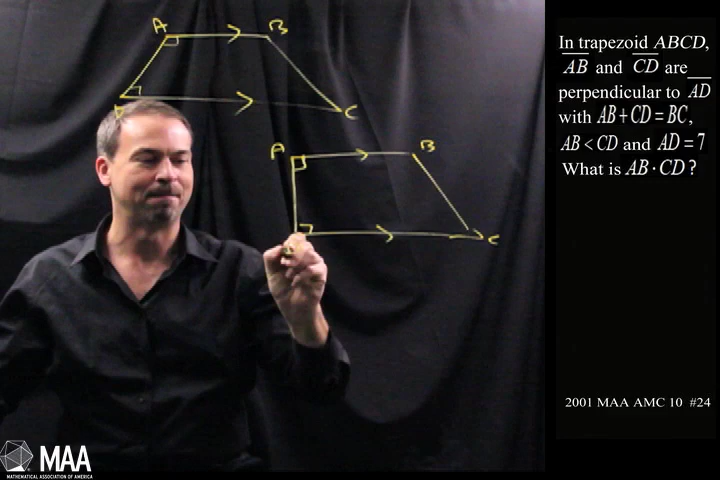 A B
C
A B
C
In trapezoid ABCD,
AB and CD are
perpendicular to AD
with AB + CD = BC,
AB < CD and AD = 7
What is AB · CD ?
2001 MAA AMC 10 #24
MAA
MATHEMATICAL ASSOCIATION OF AMERICA